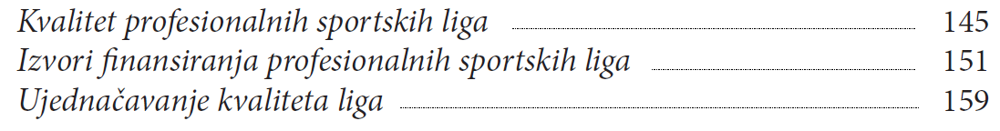 Kvalitet profesionalnih sportskih liga 145
Izvori finansiranja profesionalnih sportskih liga 151
Ujednačavanje kvaliteta liga 159